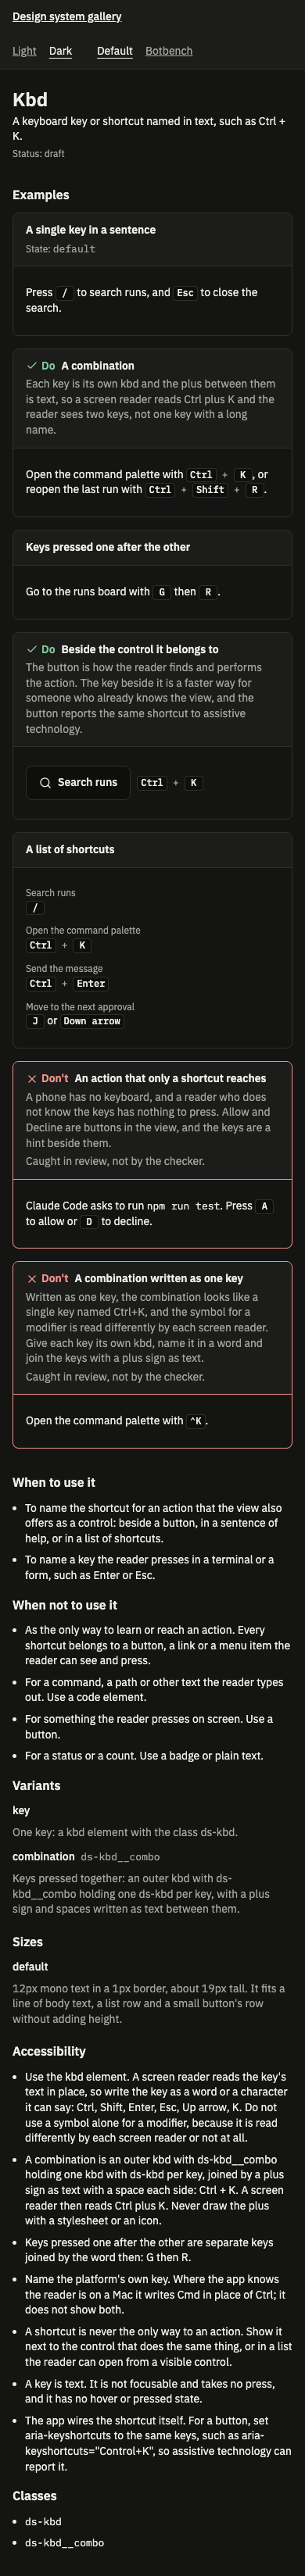 Design system gallery
Light Dark Default Botbench
Kbd
A keyboard key or shortcut named in text, such as Ctrl +
K.
Status: draft
Examples
A single key in a sentence
State: default
Press / to search runs, and Esc to close the
search.
Do A combination
Each key is its own kbd and the plus between them
is text, so a screen reader reads Ctrl plus K and the
reader sees two keys, not one key with a long
name.
Open the command palette with Ctrl + K, or
reopen the last run with Ctrl + Shift + R.
Keys pressed one after the other
Go to the runs board with G then R.
Do Beside the control it belongs to
The button is how the reader finds and performs
the action. The key beside it is a faster way for
someone who already knows the view, and the
button reports the same shortcut to assistive
technology.
Search runs Ctrl + K
A list of shortcuts
Search runs
/
Open the command palette
Ctrl + K
Send the message
Ctrl + Enter
Move to the next approval
J or Down arrow
Don't An action that only a shortcut reaches
A phone has no keyboard, and a reader who does
not know the keys has nothing to press. Allow and
Decline are buttons in the view, and the keys are a
hint beside them.
Caught in review, not by the checker.
Claude Code asks to run npm run test. Press A
to allow or D to decline.
Don't A combination written as one key
Written as one key, the combination looks like a
single key named Ctrl+K, and the symbol for a
modifier is read differently by each screen reader.
Give each key its own kbd, name it in a word and
join the keys with a plus sign as text.
Caught in review, not by the checker.
Open the command palette with ^K.
When to use it
• To name the shortcut for an action that the view also
offers as a control: beside a button, in a sentence of
help, or in a list of shortcuts.
• To name a key the reader presses in a terminal or a
form, such as Enter or Esc.
When not to use it
• As the only way to learn or reach an action. Every
shortcut belongs to a button, a link or a menu item the
reader can see and press.
• For a command, a path or other text the reader types
out. Use a code element.
• For something the reader presses on screen. Use a
button.
• For a status or a count. Use a badge or plain text.
Variants
key
One key: a kbd element with the class ds-kbd.
combination ds-kbd__combo
Keys pressed together: an outer kbd with ds-
kbd__combo holding one ds-kbd per key, with a plus
sign and spaces written as text between them.
Sizes
default
12px mono text in a 1px border, about 19px tall. It fits a
line of body text, a list row and a small button's row
without adding height.
Accessibility
• Use the kbd element. A screen reader reads the key's
text in place, so write the key as a word or a character
it can say: Ctrl, Shift, Enter, Esc, Up arrow, K. Do not
use a symbol alone for a modifier, because it is read
differently by each screen reader or not at all.
• A combination is an outer kbd with ds-kbd__combo
holding one kbd with ds-kbd per key, joined by a plus
sign as text with a space each side: Ctrl + K. A screen
reader then reads Ctrl plus K. Never draw the plus
with a stylesheet or an icon.
• Keys pressed one after the other are separate keys
joined by the word then: G then R.
• Name the platform's own key. Where the app knows
the reader is on a Mac it writes Cmd in place of Ctrl; it
does not show both.
• A shortcut is never the only way to an action. Show it
next to the control that does the same thing, or in a list
the reader can open from a visible control.
• A key is text. It is not focusable and takes no press,
and it has no hover or pressed state.
• The app wires the shortcut itself. For a button, set
aria-keyshortcuts to the same keys, such as aria-
keyshortcuts="Control+K", so assistive technology can
report it.
Classes
• ds-kbd
• ds-kbd__combo